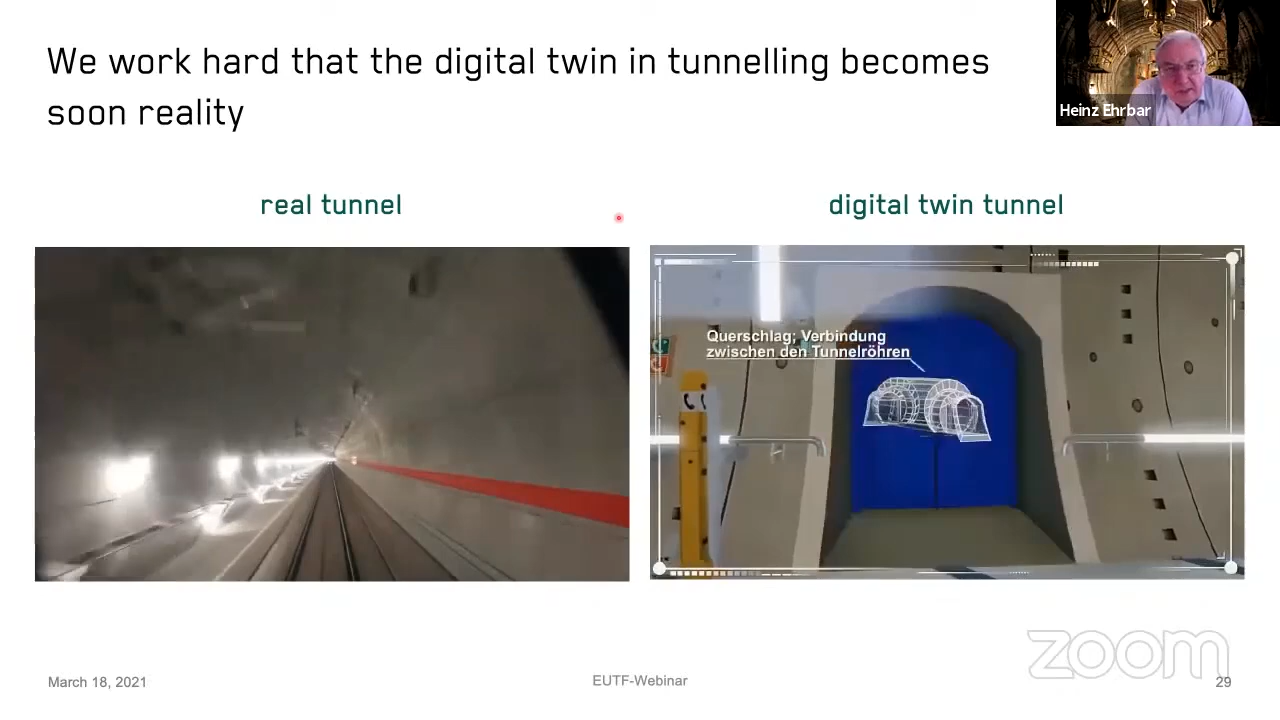 We work hard that the digital twin in tunnelling becomes
soon reality
Heinz Ehrbar
real tunnel
digital twin tunnel
Querschlag; Verbindung
zwischen den Tunnelröhren
zoom
March 18, 2021
EUTF-Webinar
29